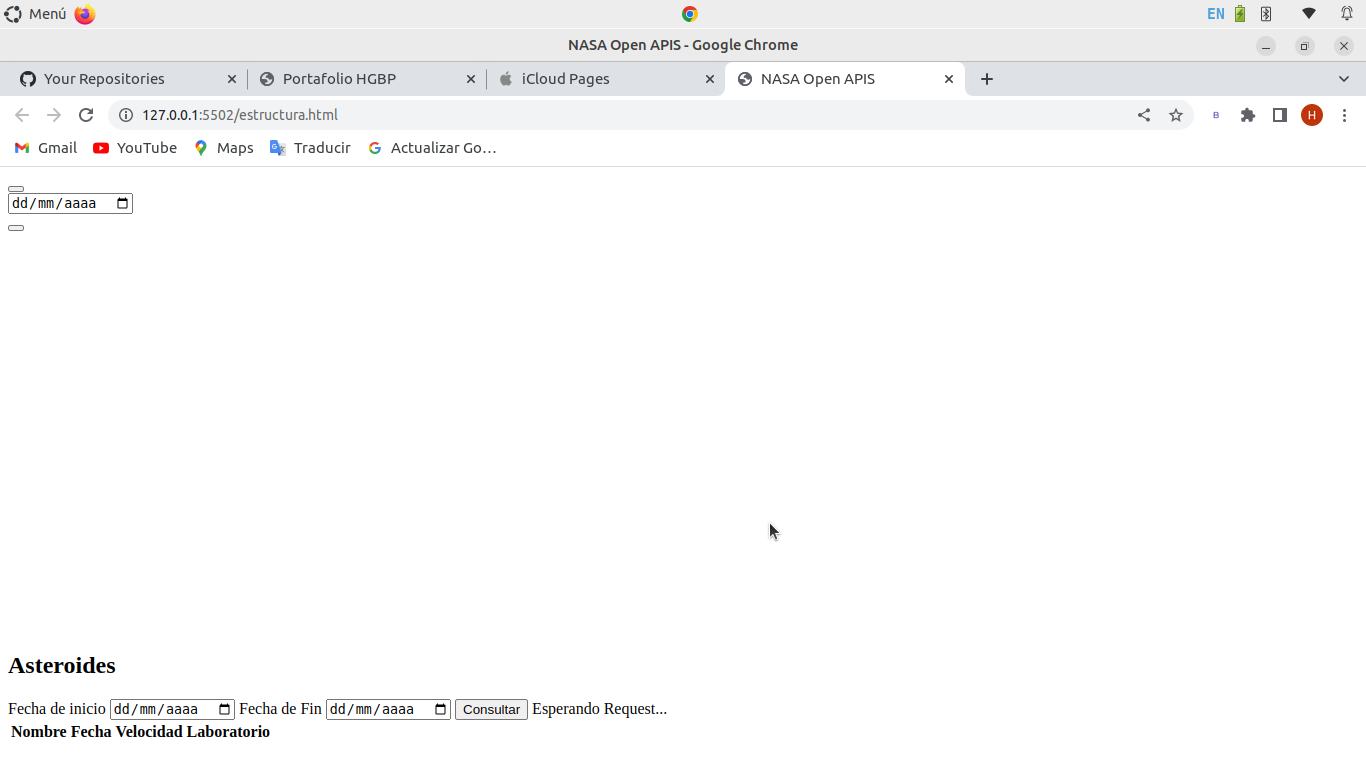 Menú
EN
NASA Open APIS - Google Chrome
Your Repositories
Portafolio HGBP
iCloud Pages
NASA Open APIS
127.0.0.1:5502/estructura.html
B
H
Gmail
YouTube
Maps
Traducir
Actualizar Go…
dd/mm/aaaa
Asteroides
Fecha de inicio dd/mm/aaaa Fecha de Fin dd/mm/aaaa Consultar Esperando Request...
Nombre Fecha Velocidad Laboratorio